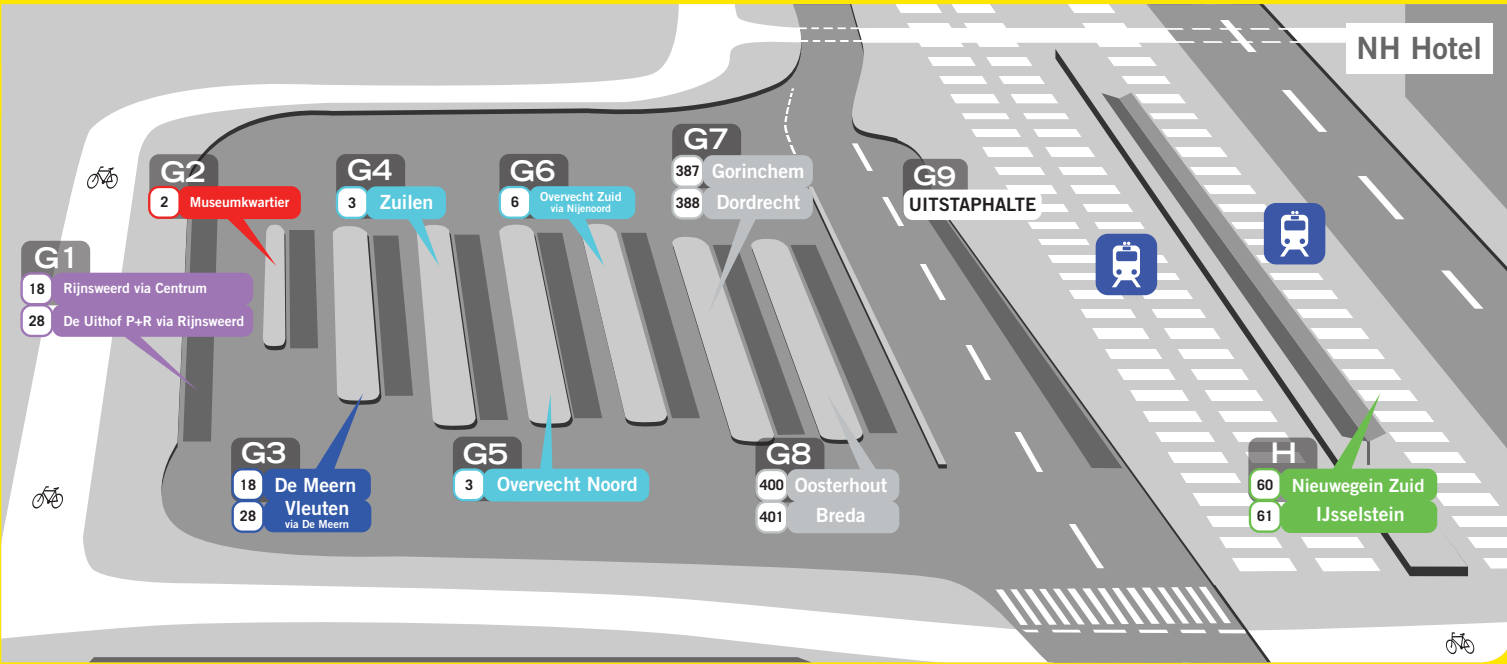 NH Hotel
G1
18 Rijnsweerd via Centrum
28 De Uithof P+R via Rijnsweerd
G2
2 Museumkwartier
G3
18 De Meern
28 Vleuten
via De Meern
G4
3 Zuilen
G5
3 Overvecht Noord
G6
6 Overvecht Zuid
via Nijenoord
G7
387 Gorinchem
388 Dordrecht
G8
400 Oosterhout
401 Breda
G9
UITSTAPHALTE
H
60 Nieuwegein Zuid
61 IJsselstein